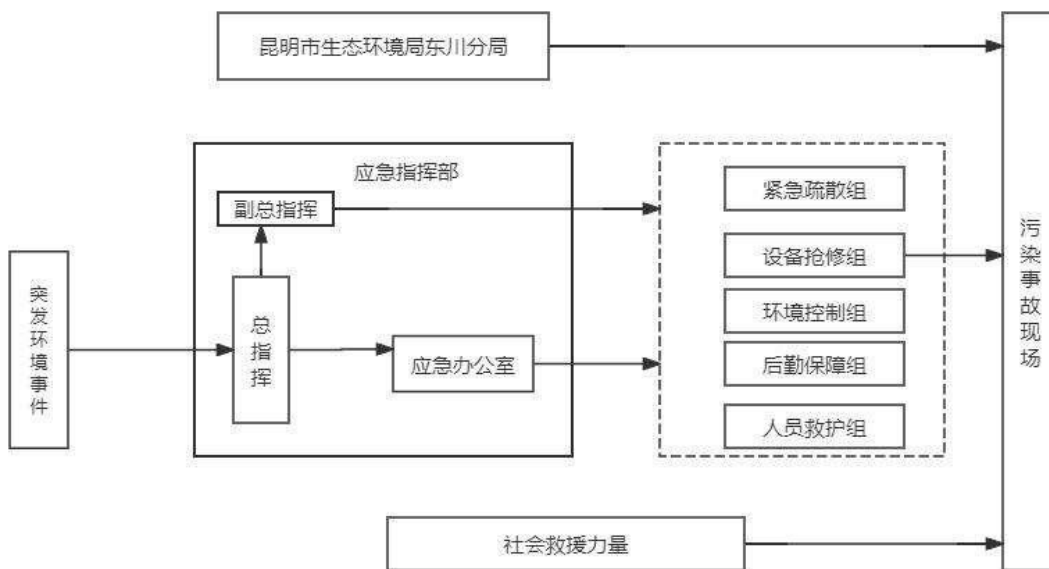 昆明市生态环境局东川分局
应急指挥部
副总指挥
总指挥
应急办公室
突发环境事件
紧急疏散组
设备抢修组
环境控制组
后勤保障组
人员救护组
污染事故现场
社会救援力量